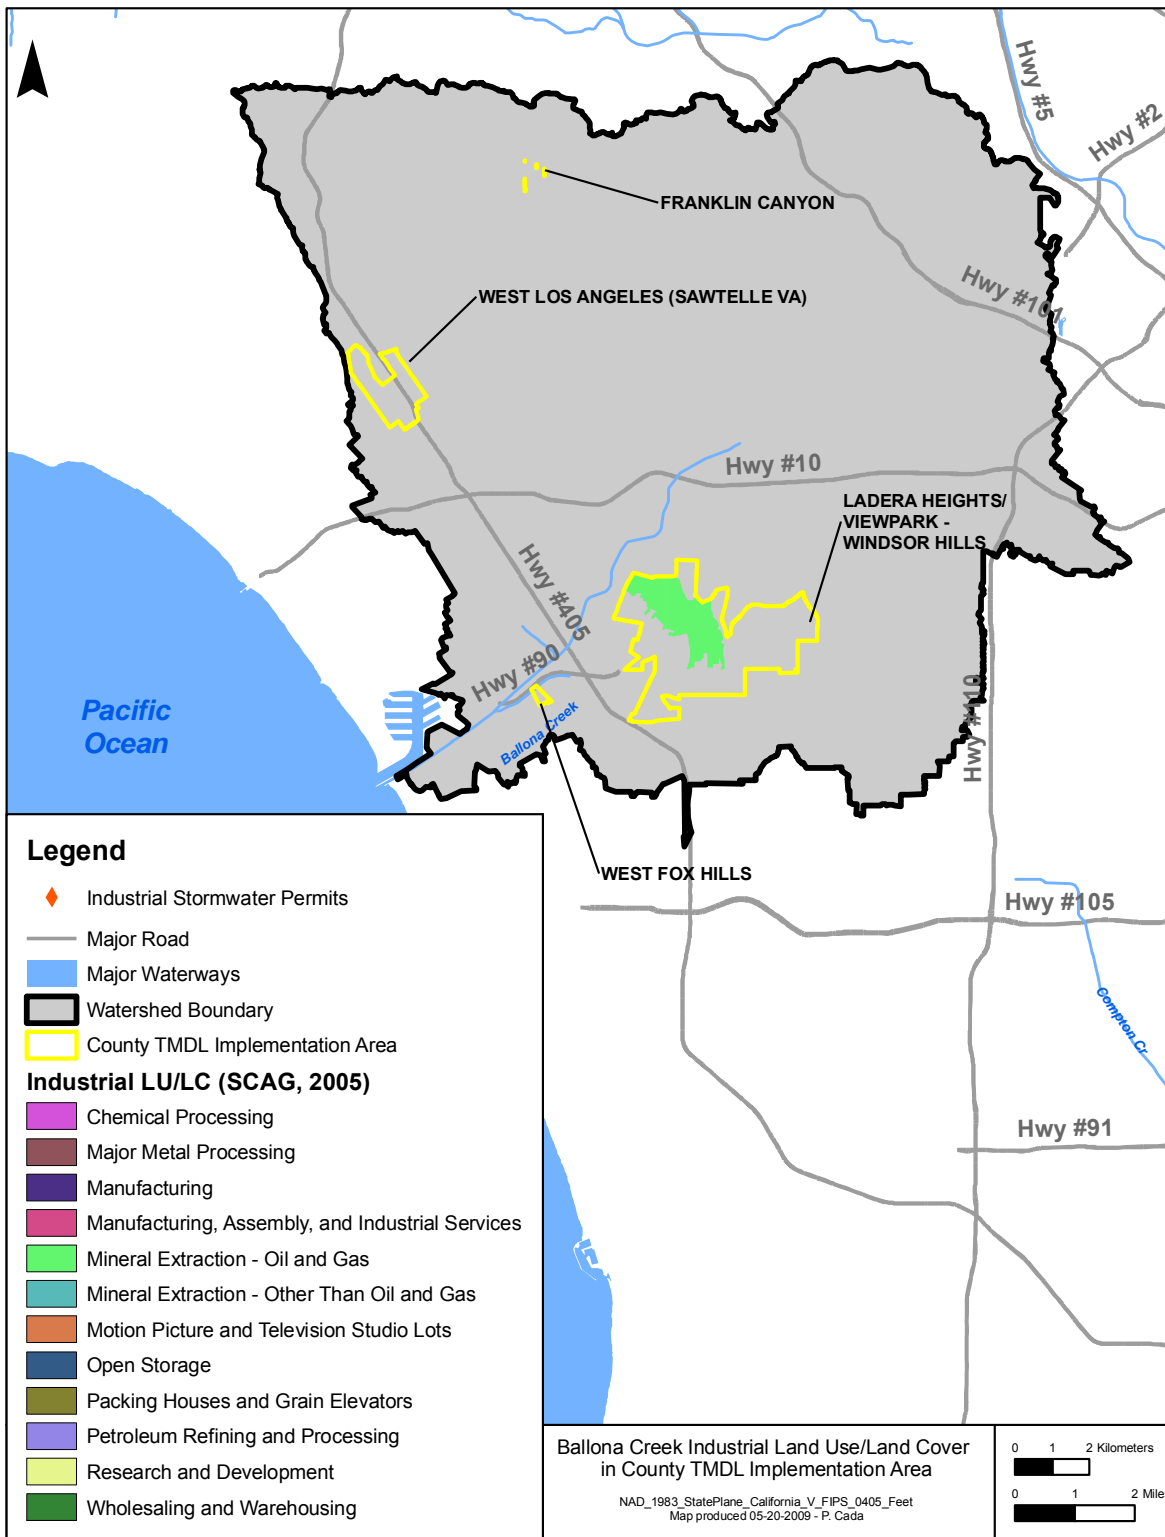 Hwy #5
Hwy #2
FRANKLIN CANYON
Hwy #101
WEST LOS ANGELES (SAWTELLE VA)
Hwy #10
LADERA HEIGHTS/
VIEWPARK -
WINDSOR HILLS
Hwy #405
Hwy #90
Hwy #110
Pacific
Ocean
Ballona Creek
WEST FOX HILLS
Hwy #105
Compton Cr
Hwy #91
Legend
Industrial Stormwater Permits
Major Road
Major Waterways
Watershed Boundary
County TMDL Implementation Area
Industrial LU/LC (SCAG, 2005)
Chemical Processing
Major Metal Processing
Manufacturing
Manufacturing, Assembly, and Industrial Services
Mineral Extraction - Oil and Gas
Mineral Extraction - Other Than Oil and Gas
Motion Picture and Television Studio Lots
Open Storage
Packing Houses and Grain Elevators
Petroleum Refining and Processing
Research and Development
Wholesaling and Warehousing
Ballona Creek Industrial Land Use/Land Cover
in County TMDL Implementation Area
NAD_1983_StatePlane_California_V_FIPS_0405_Feet
Map produced 05-20-2009 - P. Cada
0 1 2 Kilometers
0 1 2 Miles